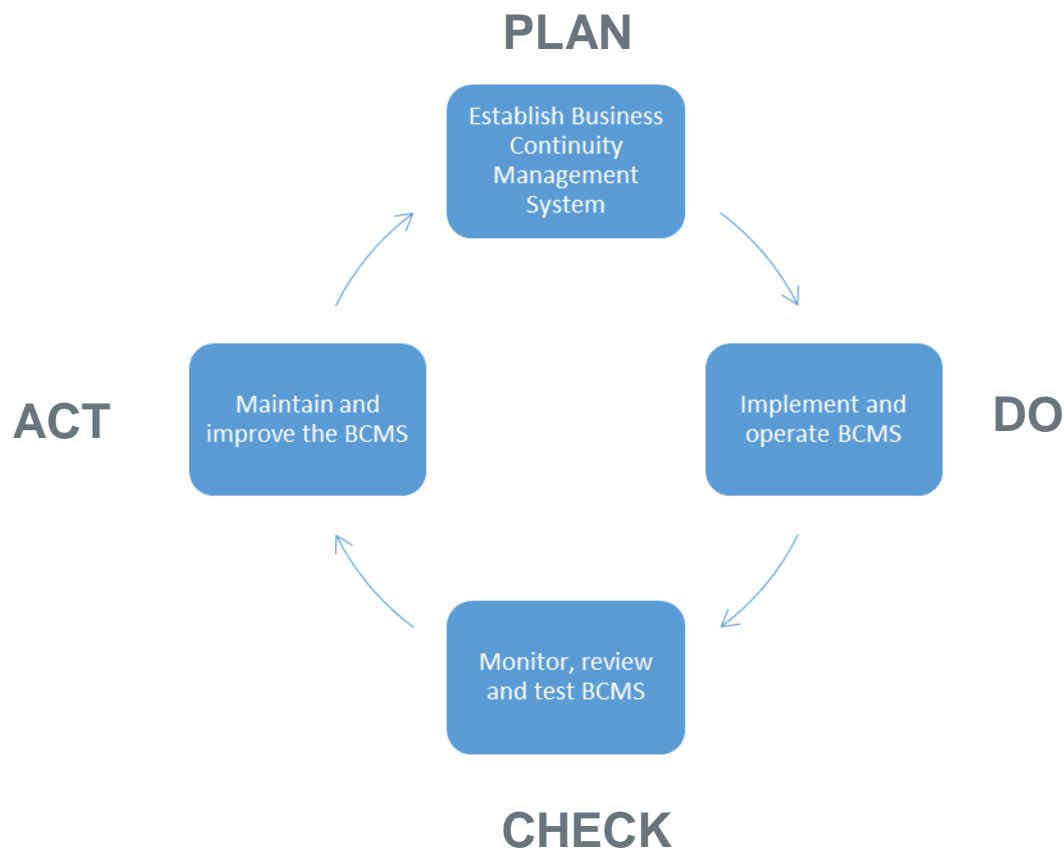 PLAN
Establish Business
Continuity
Management
System
ACT
Maintain and
improve the BCMS
Implement and
operate BCMS
DO
Monitor, review
and test BCMS
CHECK